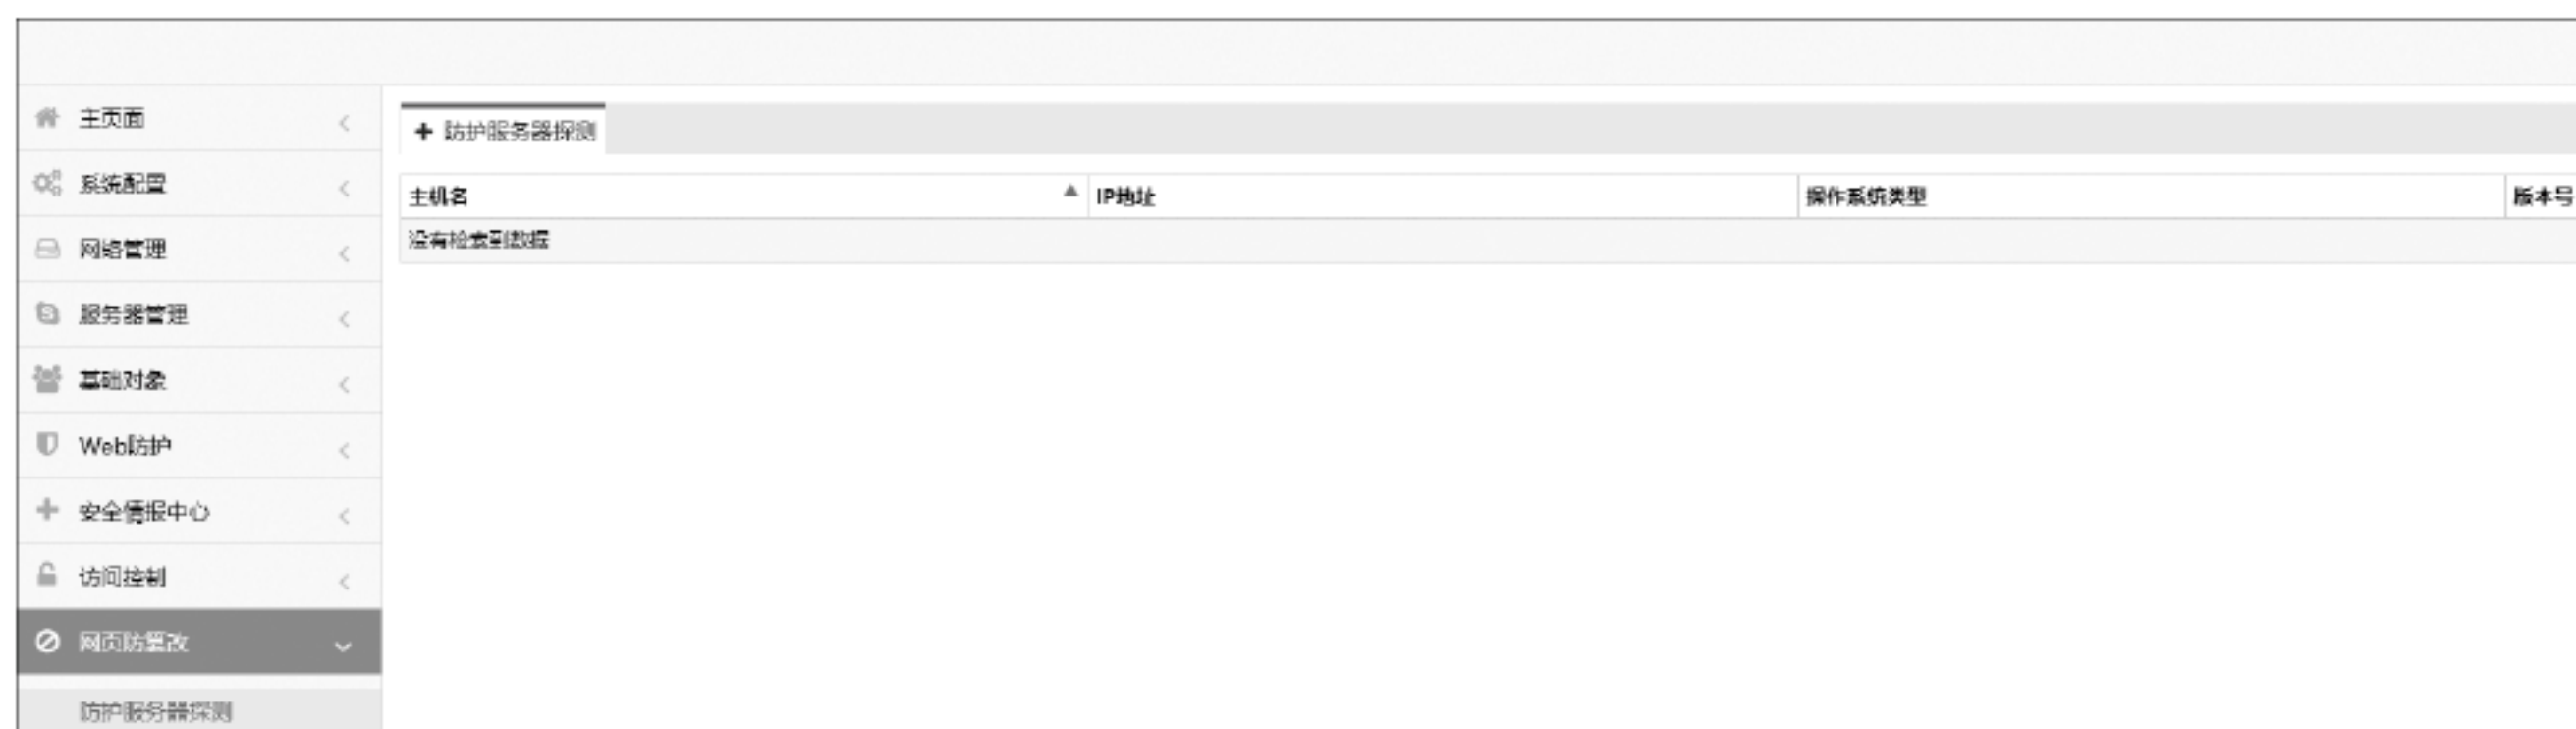 主页面
系统配置
网络管理
服务器管理
基础对象
Web防护
安全情报中心
访问控制
网页防篡改
防护服务器探测
防护服务器探测
主机名 IP地址 操作系统类型 版本号
没有检索到数据